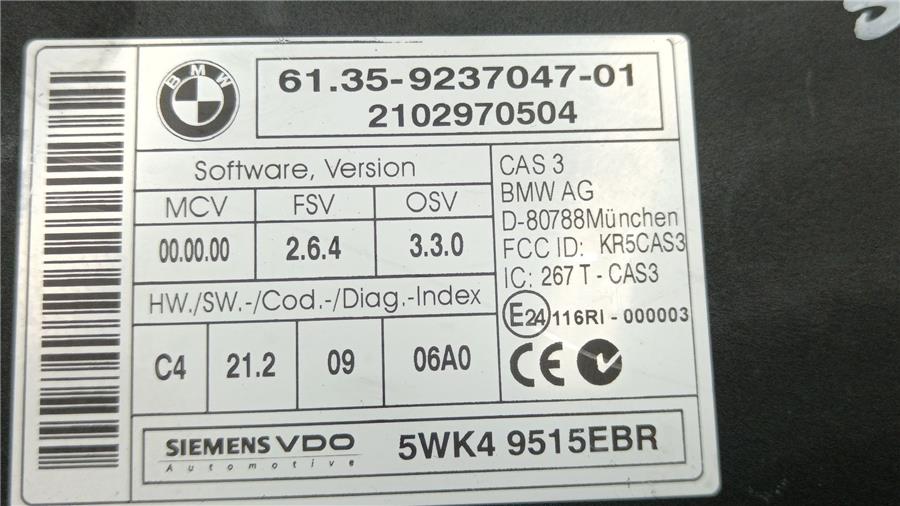 BMW
61.35-9237047-01
2102970504
Software, Version
MCV FSV OSV
00.00.00 2.6.4 3.3.0
HW./SW.-/Cod.-/Diag.-Index
C4 21.2 09 06A0
CAS 3
BMW AG
D-80788München
FCC ID: KR5CAS3
IC: 267 T - CAS3
E24 116RI - 000003
CE
SIEMENS VDO
Automotive
5WK4 9515EBR